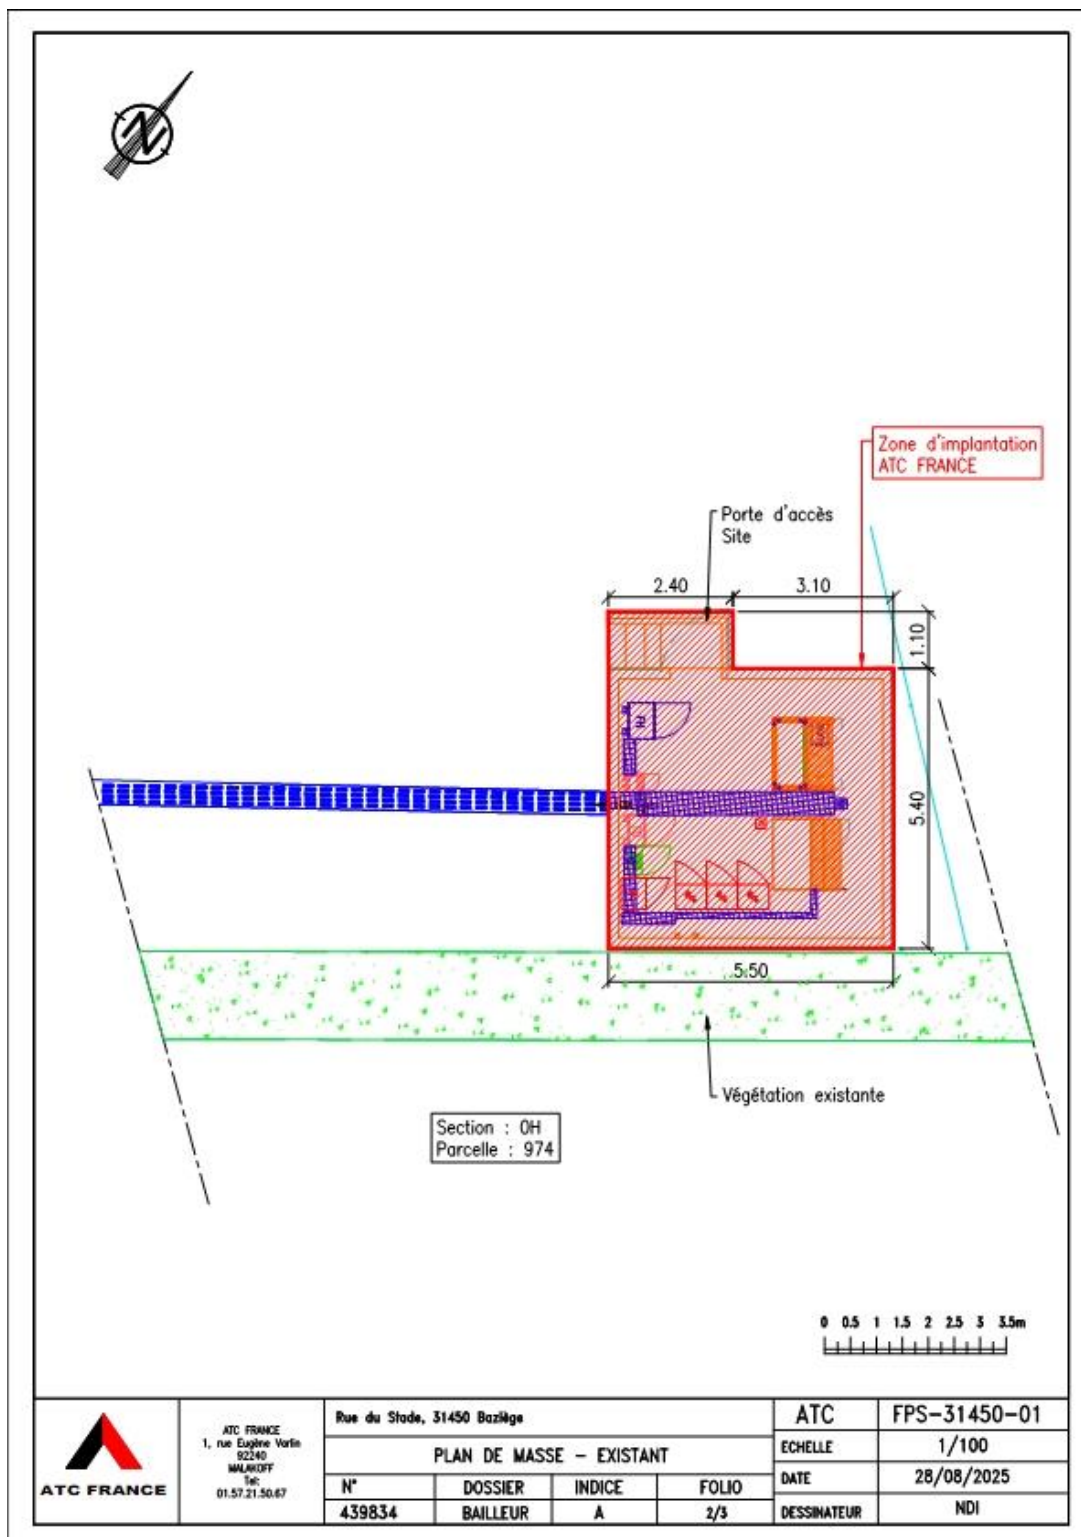 N
Zone d'implantation
ATC FRANCE
Porte d'accès
Site
2.40
3.10
1.10
5.40
5.50
Végétation existante
Section : 0H
Parcelle : 974
0 0.5 1 1.5 2 2.5 3 3.5m
ATC FRANCE
ATC FRANCE
1, rue Eugène Varlin
92240
MALAKOFF
Tel:
01.57.21.50.67
Rue du Stade, 31450 Baziège
PLAN DE MASSE - EXISTANT
N° DOSSIER INDICE FOLIO
439834 BAILLEUR A 2/3
ATC FPS-31450-01
ECHELLE 1/100
DATE 28/08/2025
DESSINATEUR NDI